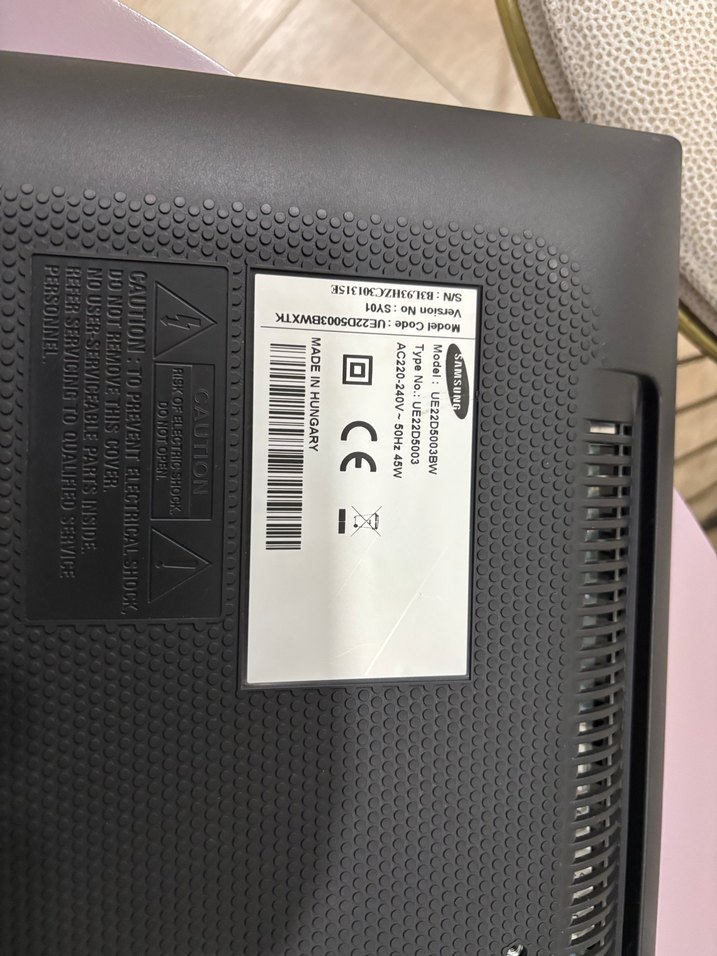 SAMSUNG
Model : UE22D5003BW
Type No.: UE22D5003
AC220-240V~ 50Hz 45W
CE
MADE IN HUNGARY
Model Code : UE22D5003BWXTK
Version No : SY01
S/N : B3L93HZC301315E
CAUTION
RISK OF ELECTRIC SHOCK.
DO NOT OPEN.
CAUTION : TO PREVENT ELECTRICAL SHOCK,
DO NOT REMOVE THIS COVER.
NO USER-SERVICEABLE PARTS INSIDE.
REFER SERVICING TO QUALIFIED SERVICE
PERSONNEL.